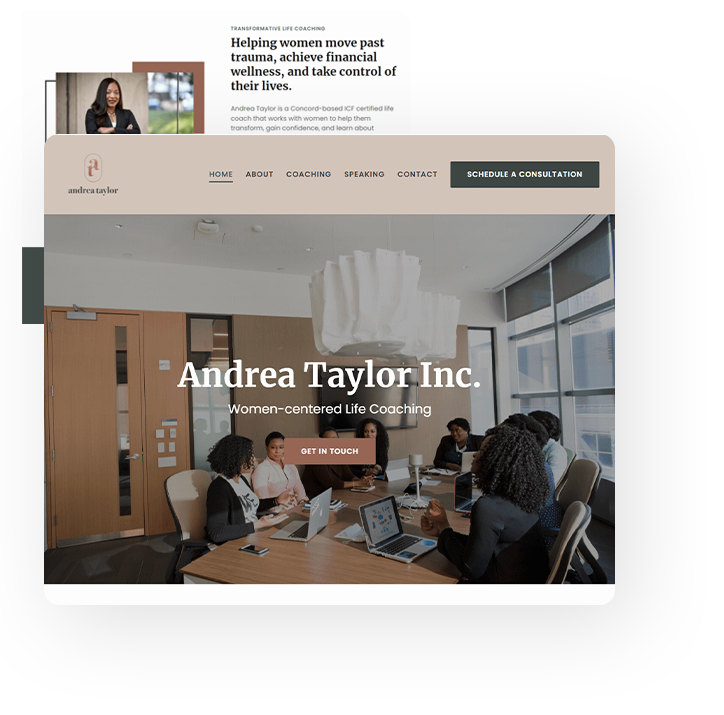 TRANSFORMATIVE LIFE COACHING
Helping women move past
trauma, achieve financial
wellness, and take control of
their lives.
Andrea Taylor is a Concord-based ICF certified life
coach that works with women to help them
transform, gain confidence, and learn about
andrea taylor
HOME ABOUT COACHING SPEAKING CONTACT SCHEDULE A CONSULTATION
Andrea Taylor Inc.
Women-centered Life Coaching
GET IN TOUCH